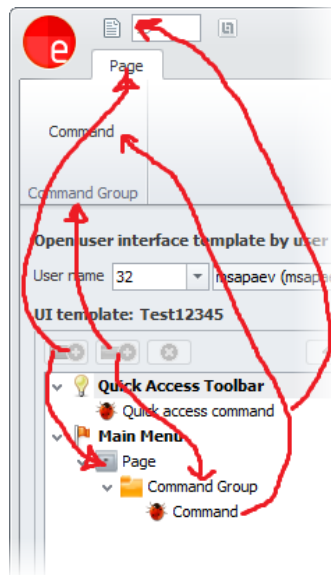 e
Page
Command
Command Group
Open user interface template by user
User name 32 msapaev (msapae
UI template: Test12345
Quick Access Toolbar
Quick access command
Main Menu
Page
Command Group
Command